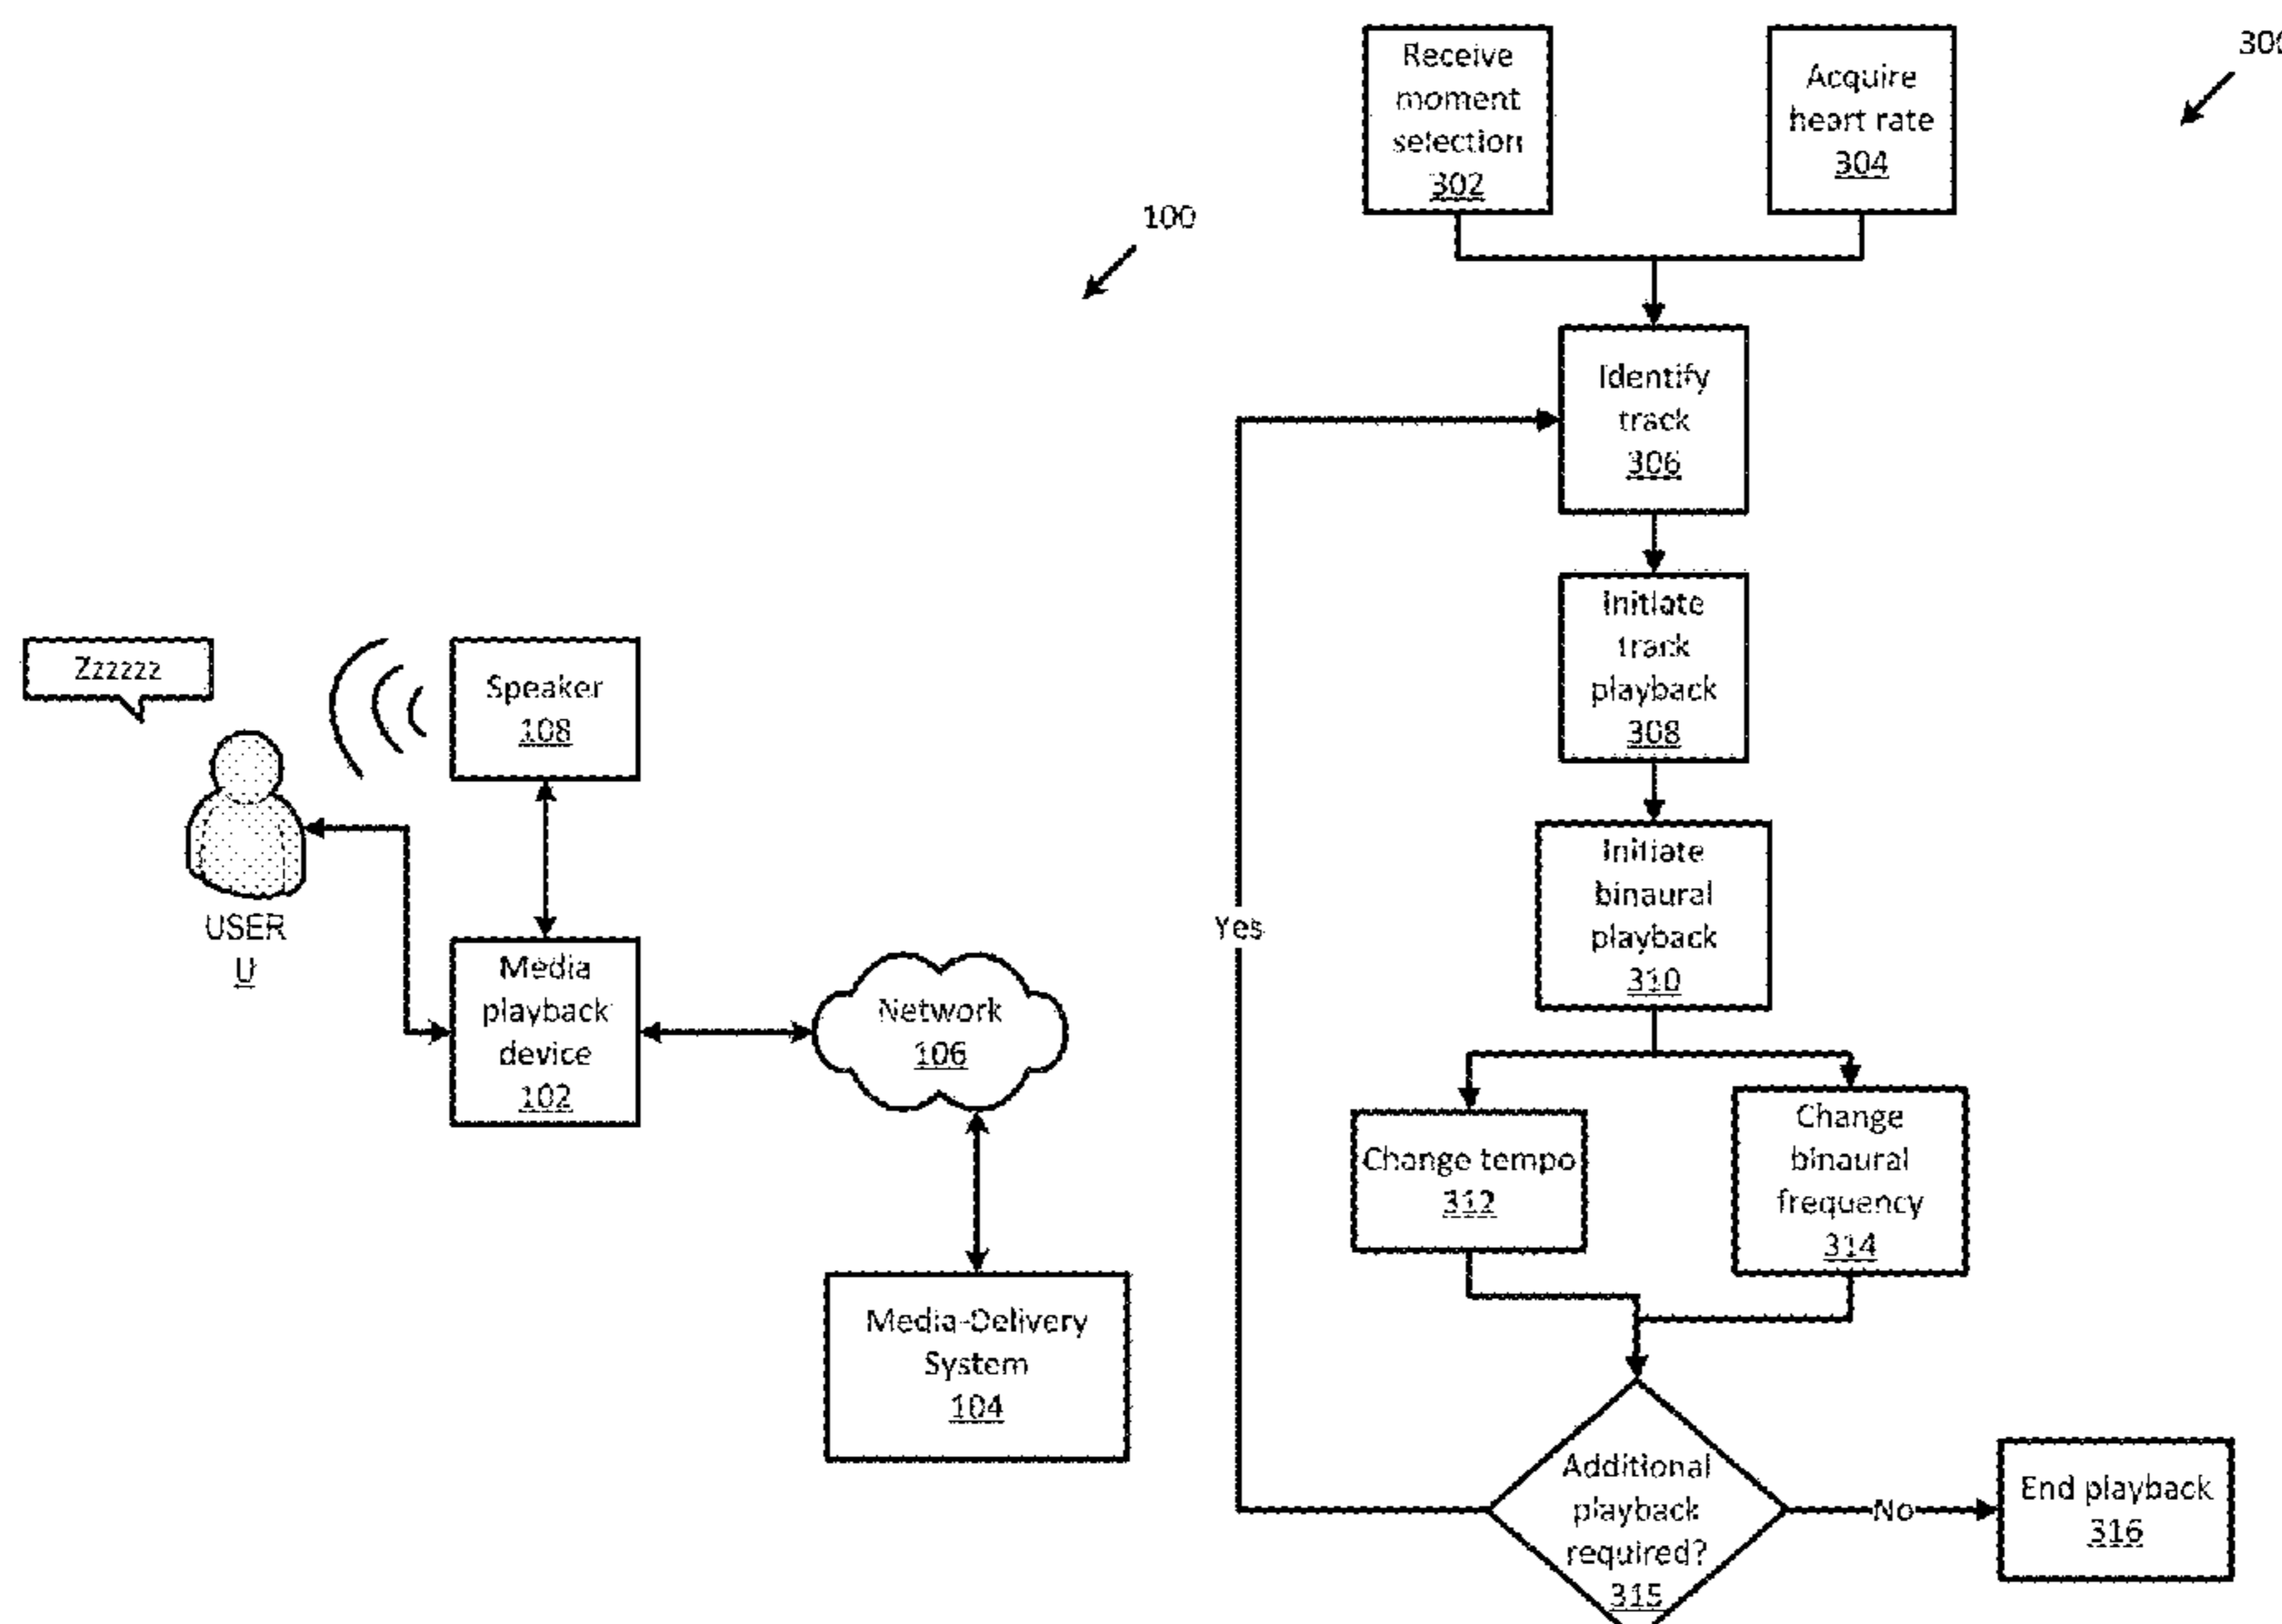 100
Zzzzzz
Speaker
108
USER
U
Media
playback
device
102
Network
106
Media-Delivery
System
104
300
Receive
moment
selection
302
Acquire
heart rate
304
Identify
track
306
Initiate
track
playback
308
Initiate
binaural
playback
310
Yes
Change tempo
312
Change
binaural
frequency
314
Additional
playback
required?
315
No
End playback
316